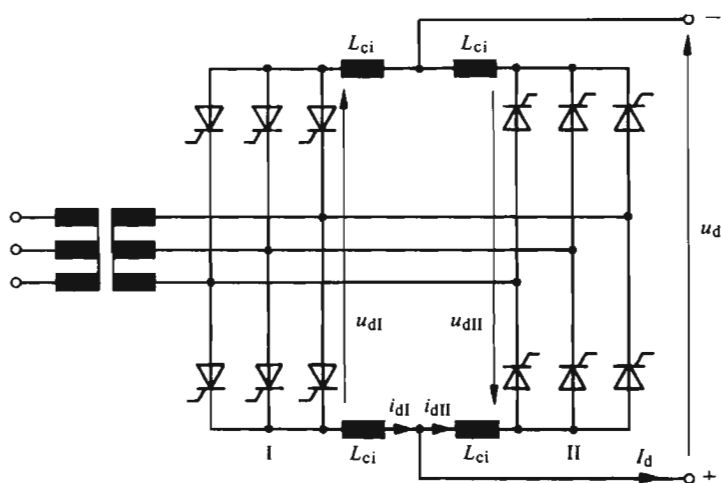 −
L_ci L_ci
u_dI u_dII u_d
i_dI i_dII
I L_ci L_ci II I_d +